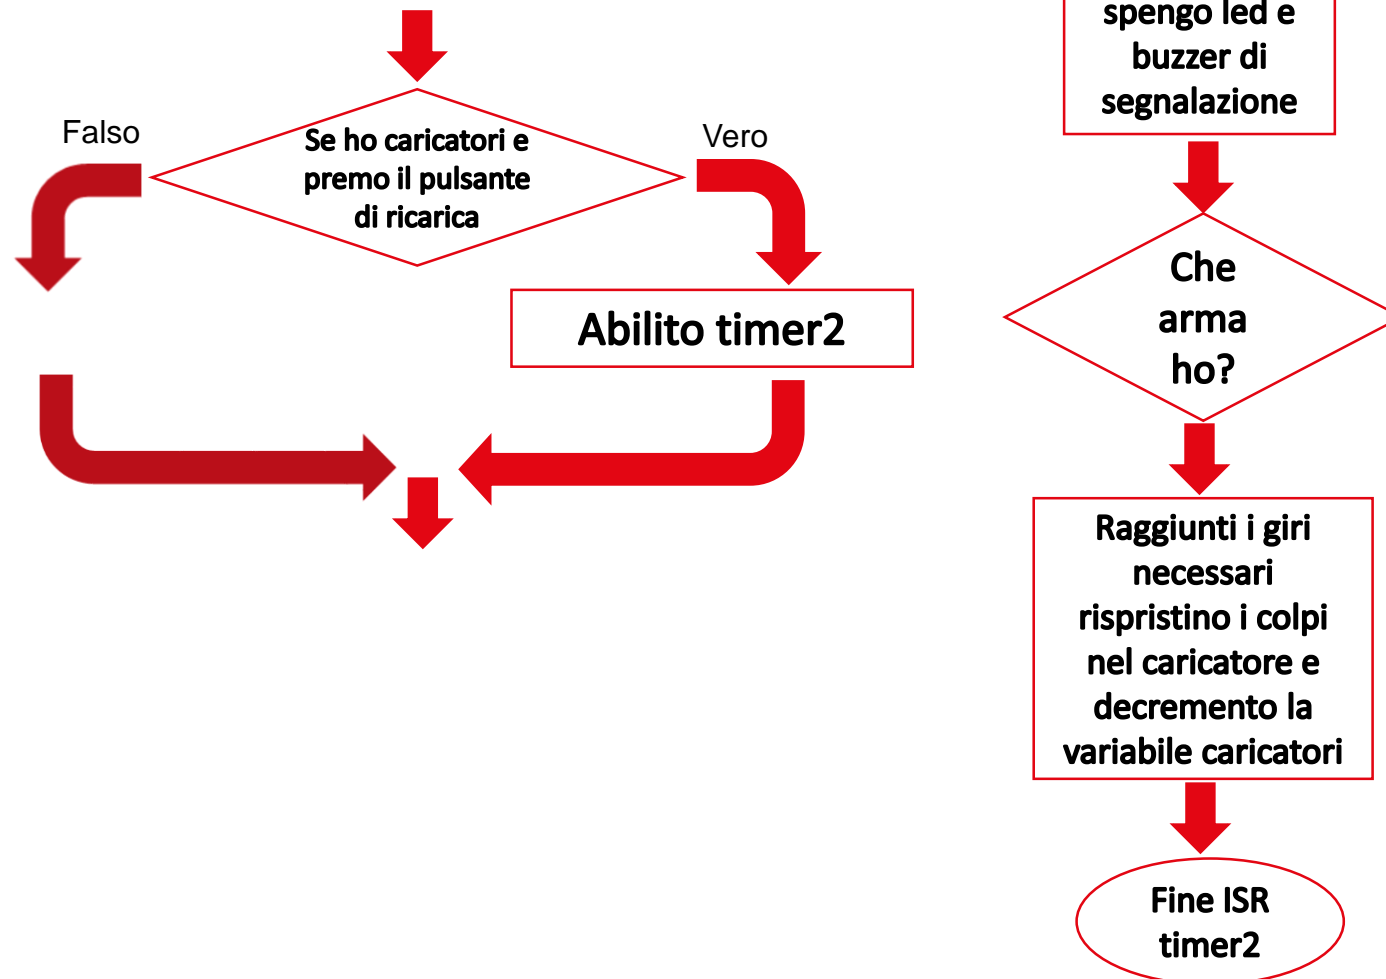 Falso
Se ho caricatori e
premo il pulsante
di ricarica
Vero
Abilito timer2
spengo led e
buzzer di
segnalazione
Che
arma
ho?
Raggiunti i giri
necessari
rispristino i colpi
nel caricatore e
decremento la
variabile caricatori
Fine ISR
timer2